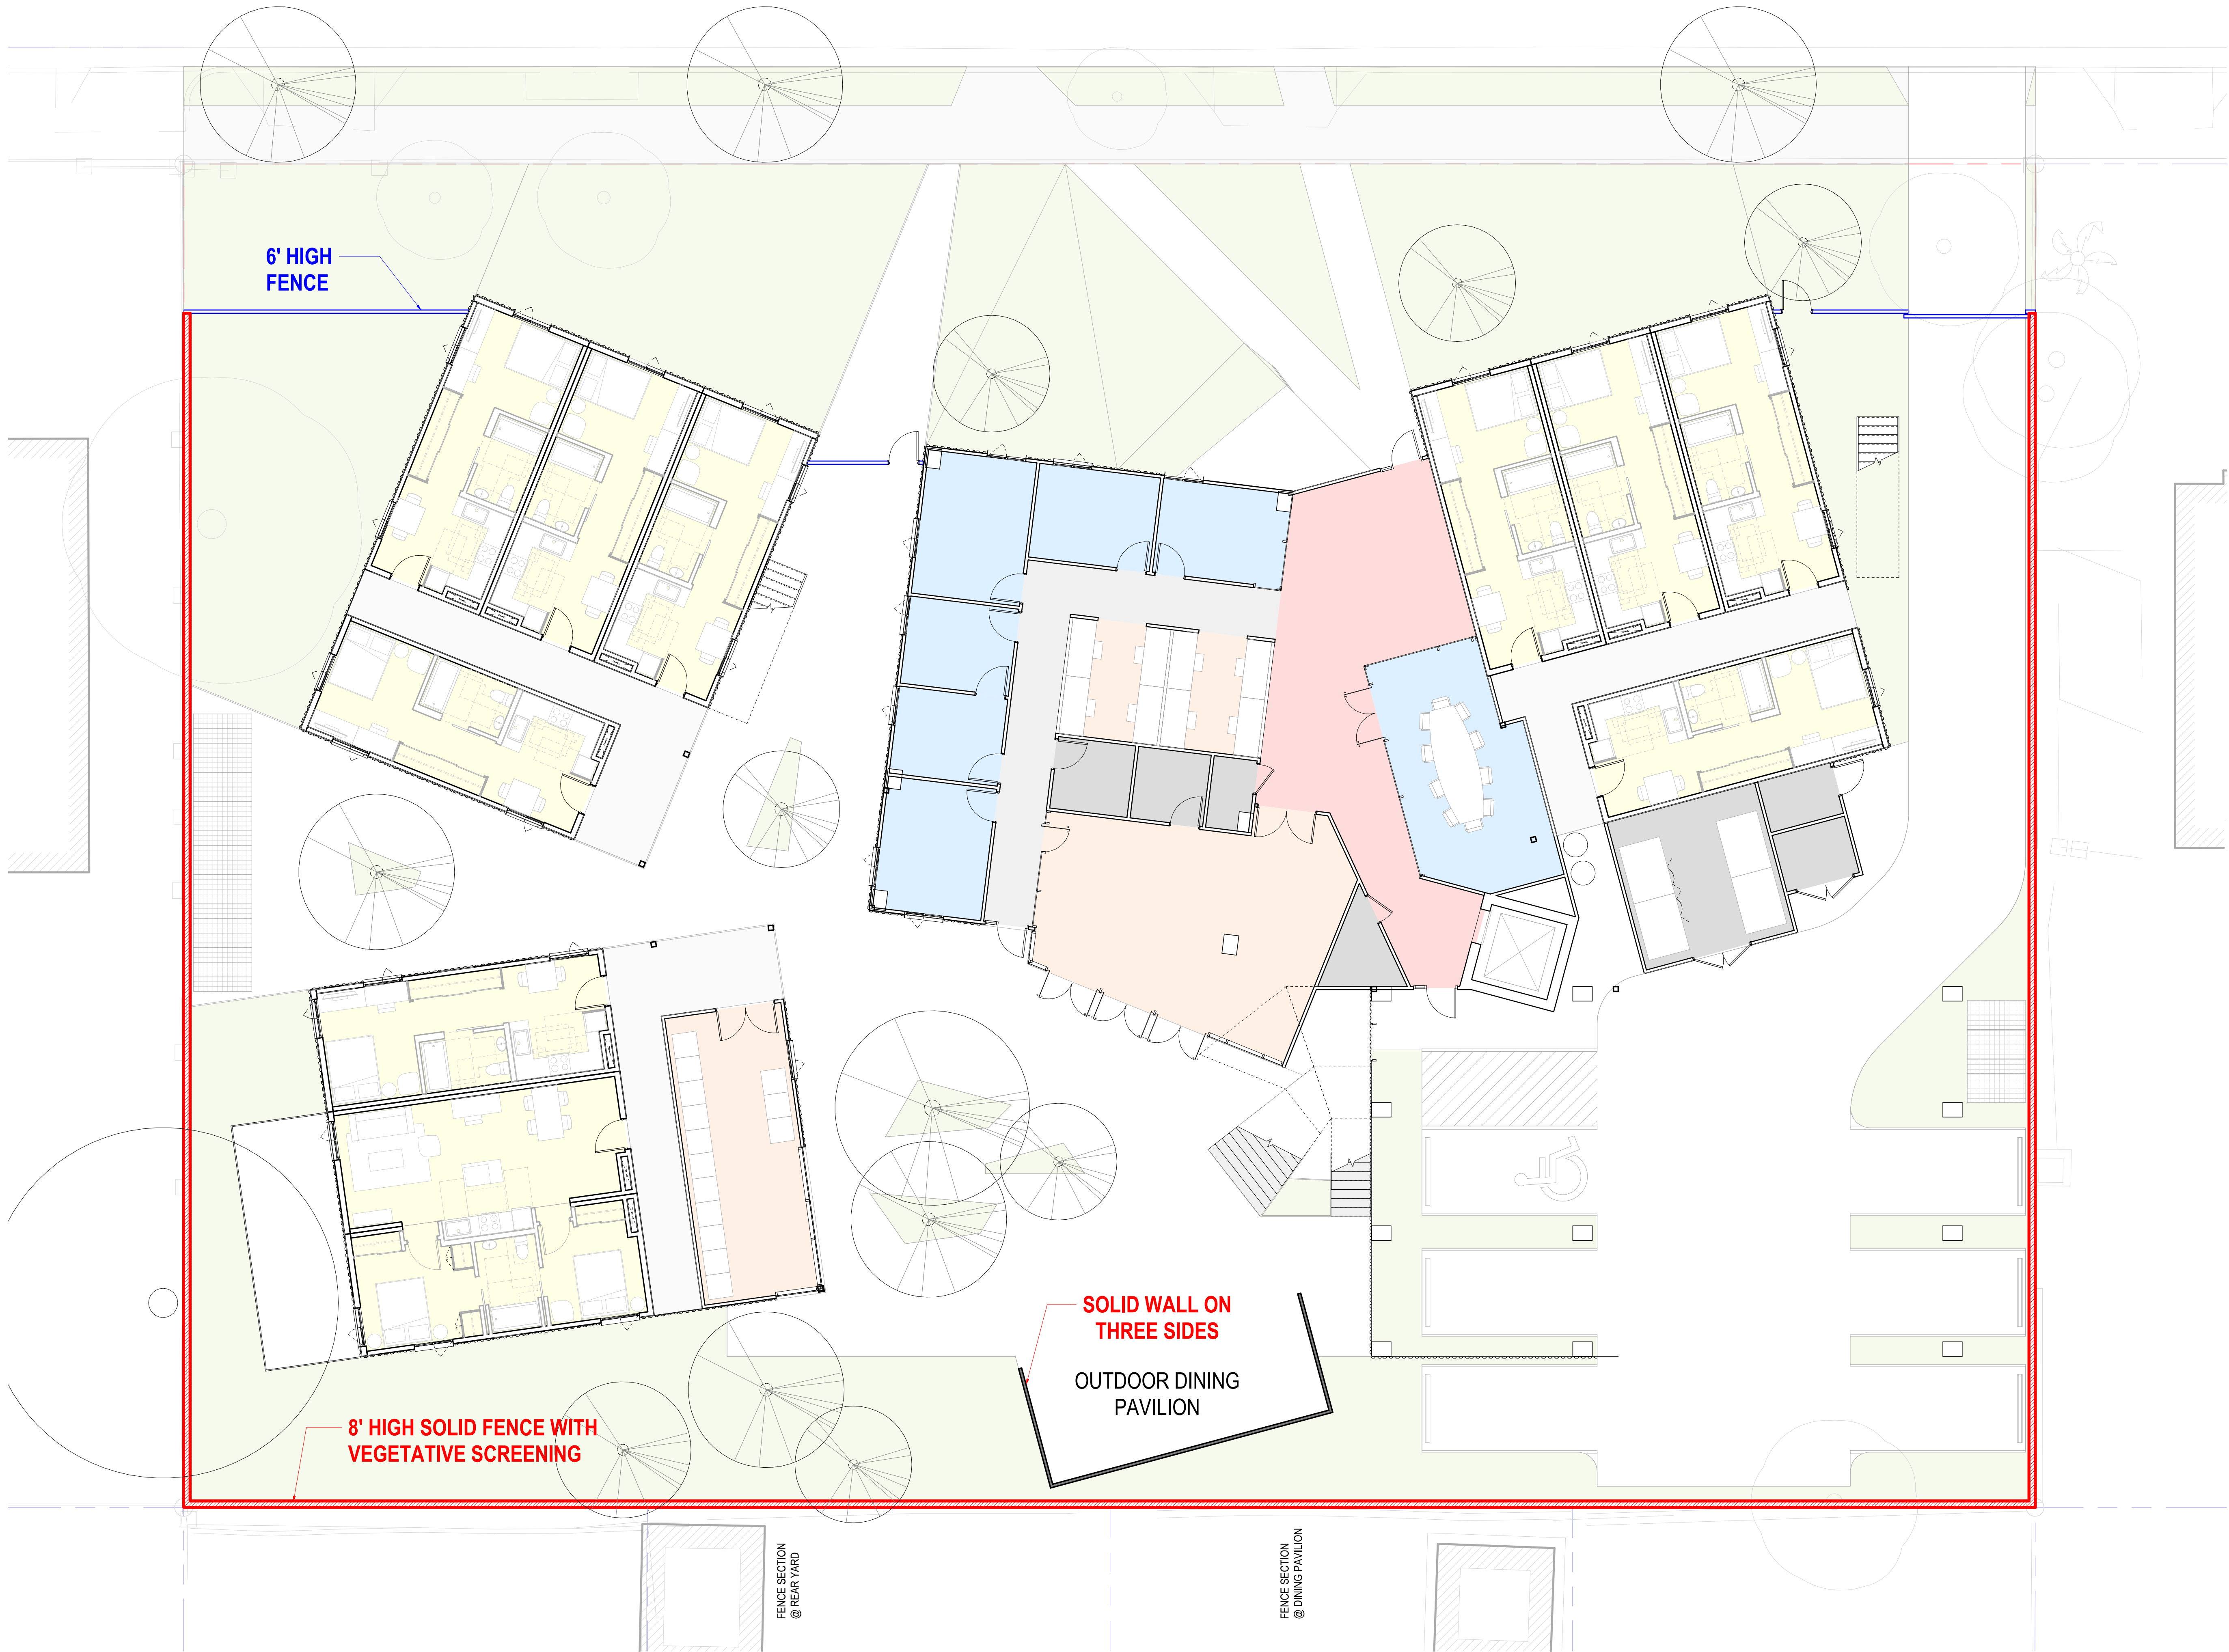 6' HIGH
FENCE
SOLID WALL ON
THREE SIDES
OUTDOOR DINING
PAVILION
8' HIGH SOLID FENCE WITH
VEGETATIVE SCREENING
FENCE SECTION
@ REAR YARD
FENCE SECTION
@ DINING PAVILION